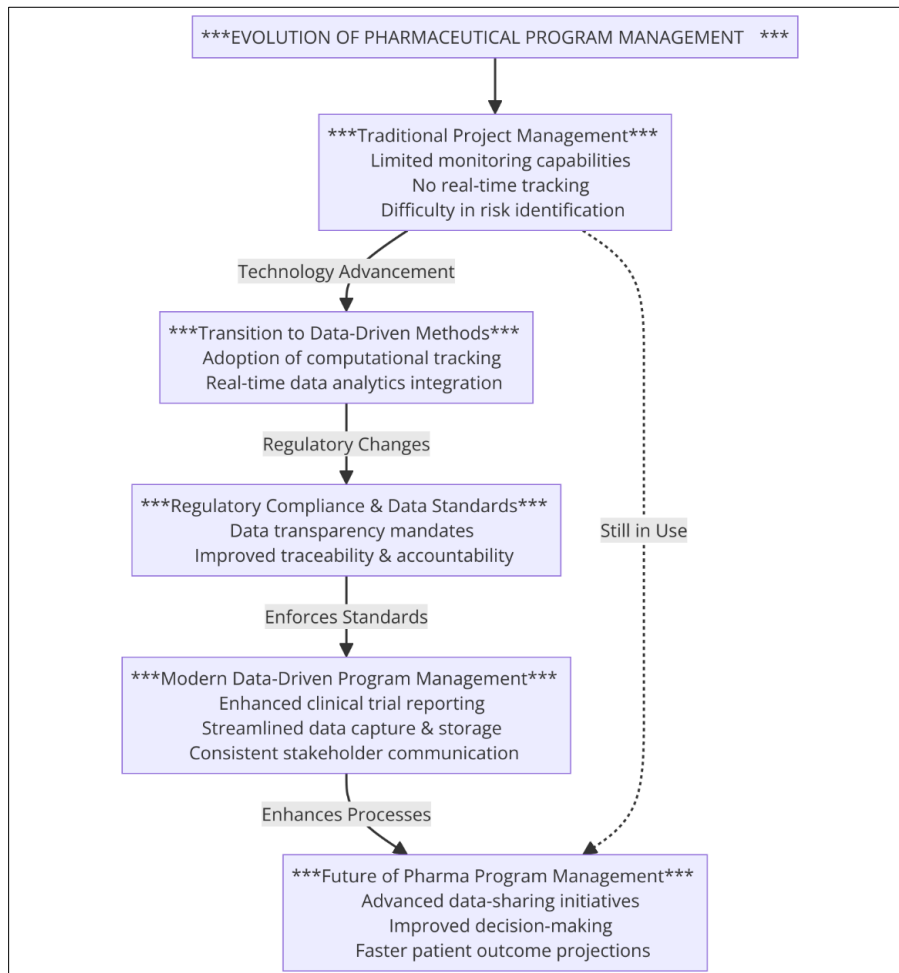 ***EVOLUTION OF PHARMACEUTICAL PROGRAM MANAGEMENT ***
***Traditional Project Management***
Limited monitoring capabilities
No real-time tracking
Difficulty in risk identification
Technology Advancement
***Transition to Data-Driven Methods***
Adoption of computational tracking
Real-time data analytics integration
Regulatory Changes
***Regulatory Compliance & Data Standards***
Data transparency mandates
Improved traceability & accountability
Still in Use
Enforces Standards
***Modern Data-Driven Program Management***
Enhanced clinical trial reporting
Streamlined data capture & storage
Consistent stakeholder communication
Enhances Processes
***Future of Pharma Program Management***
Advanced data-sharing initiatives
Improved decision-making
Faster patient outcome projections